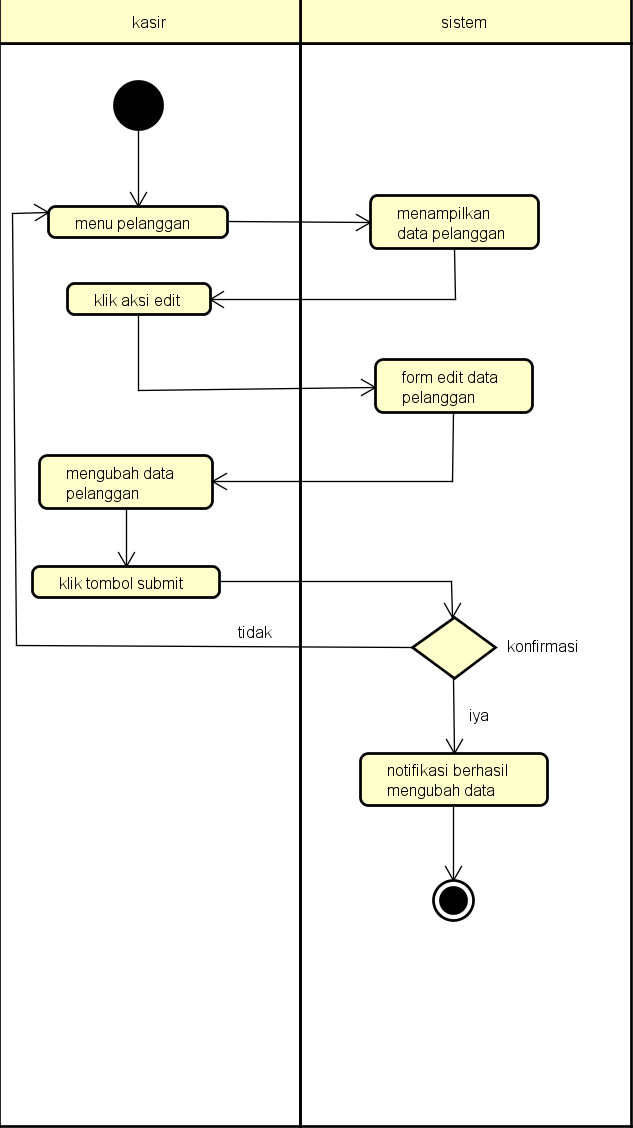 kasir
sistem
menu pelanggan
menampilkan
data pelanggan
klik aksi edit
form edit data
pelanggan
mengubah data
pelanggan
klik tombol submit
tidak
konfirmasi
iya
notifikasi berhasil
mengubah data